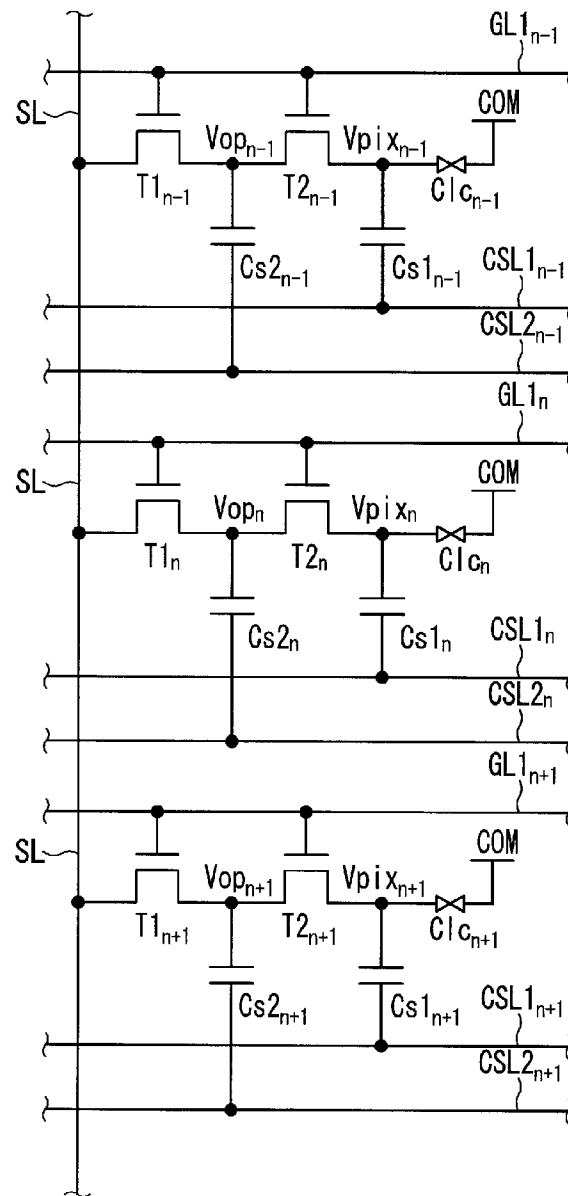 GL1n-1
SL
COM
Vopn-1
Vpixn-1
T1n-1
T2n-1
Clcn-1
Cs2n-1
Cs1n-1
CSL1n-1
CSL2n-1
GL1n
SL
COM
Vopn
Vpixn
T1n
T2n
Clcn
Cs2n
Cs1n
CSL1n
CSL2n
GL1n+1
SL
COM
Vopn+1
Vpixn+1
T1n+1
T2n+1
Clcn+1
Cs2n+1
Cs1n+1
CSL1n+1
CSL2n+1